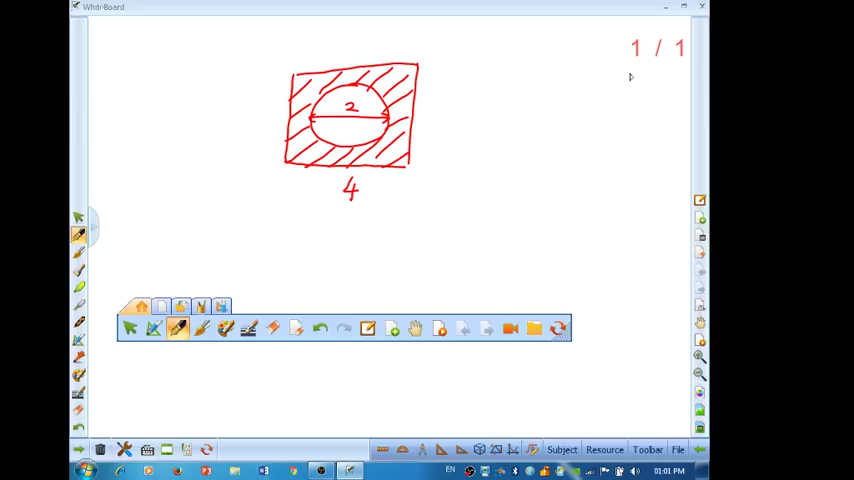 WhiteBoard
1 / 1
2
4
Subject
Resource
Toolbar
File
EN
01:01 PM